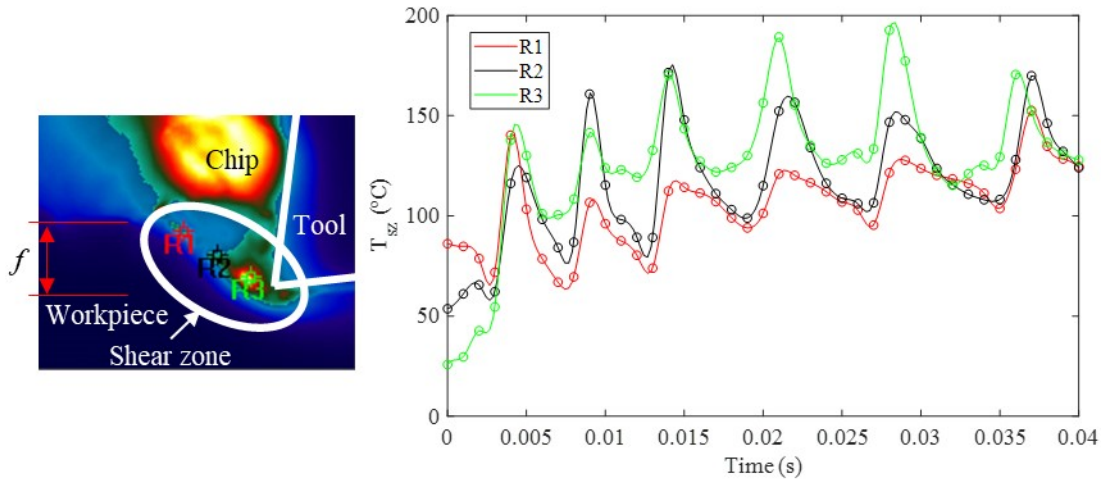 Chip
Tool
R1
R2
R3
f
Workpiece
Shear zone
R1
R2
R3
200
150
100
50
0
T_sz (°C)
0 0.005 0.01 0.015 0.02 0.025 0.03 0.035 0.04
Time (s)